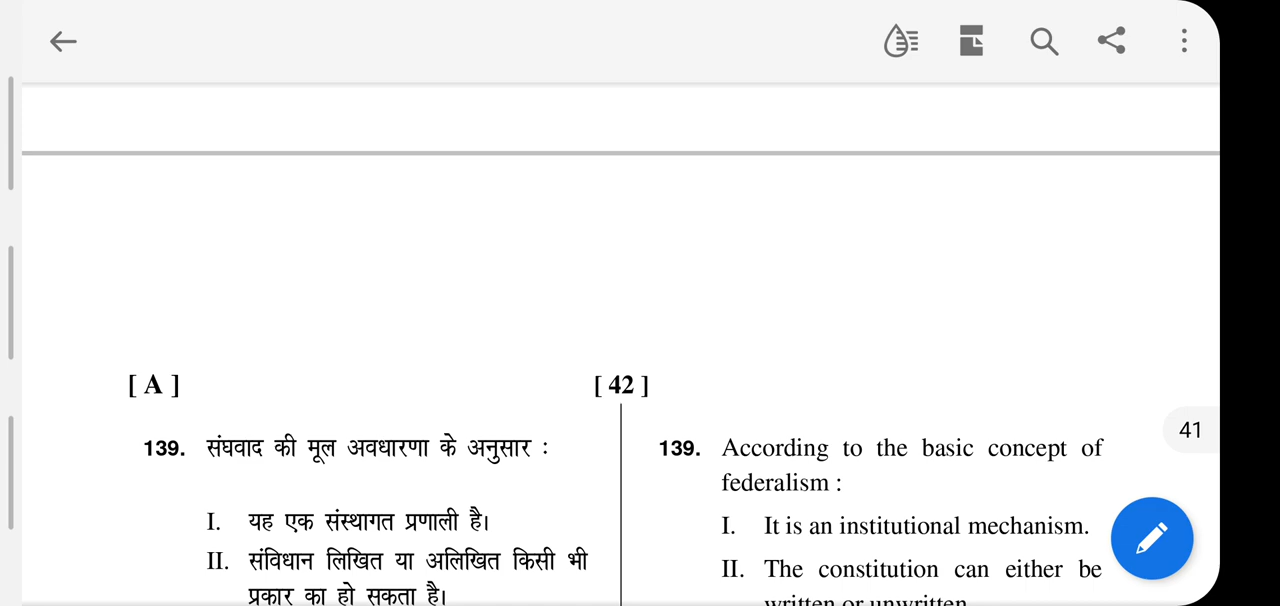 [ A ]
[ 42 ]
41
139. संघवाद की मूल अवधारणा के अनुसार :
I. यह एक संस्थागत प्रणाली है।
II. संविधान लिखित या अलिखित किसी भी
प्रकार का हो सकता है।
139. According to the basic concept of
federalism :
I. It is an institutional mechanism.
II. The constitution can either be
written or unwritten